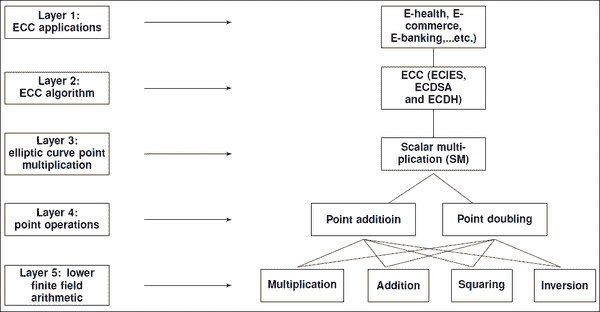 Layer 1:
ECC applications
E-health, E-
commerce,
E-banking,...etc.)
Layer 2:
ECC algorithm
ECC (ECIES,
ECDSA
and ECDH)
Layer 3:
elliptic curve point
multiplication
Scalar multi-
plication (SM)
Layer 4:
point operations
Point additioin
Point doubling
Layer 5: lower
finite field
arithmetic
Multiplication
Addition
Squaring
Inversion